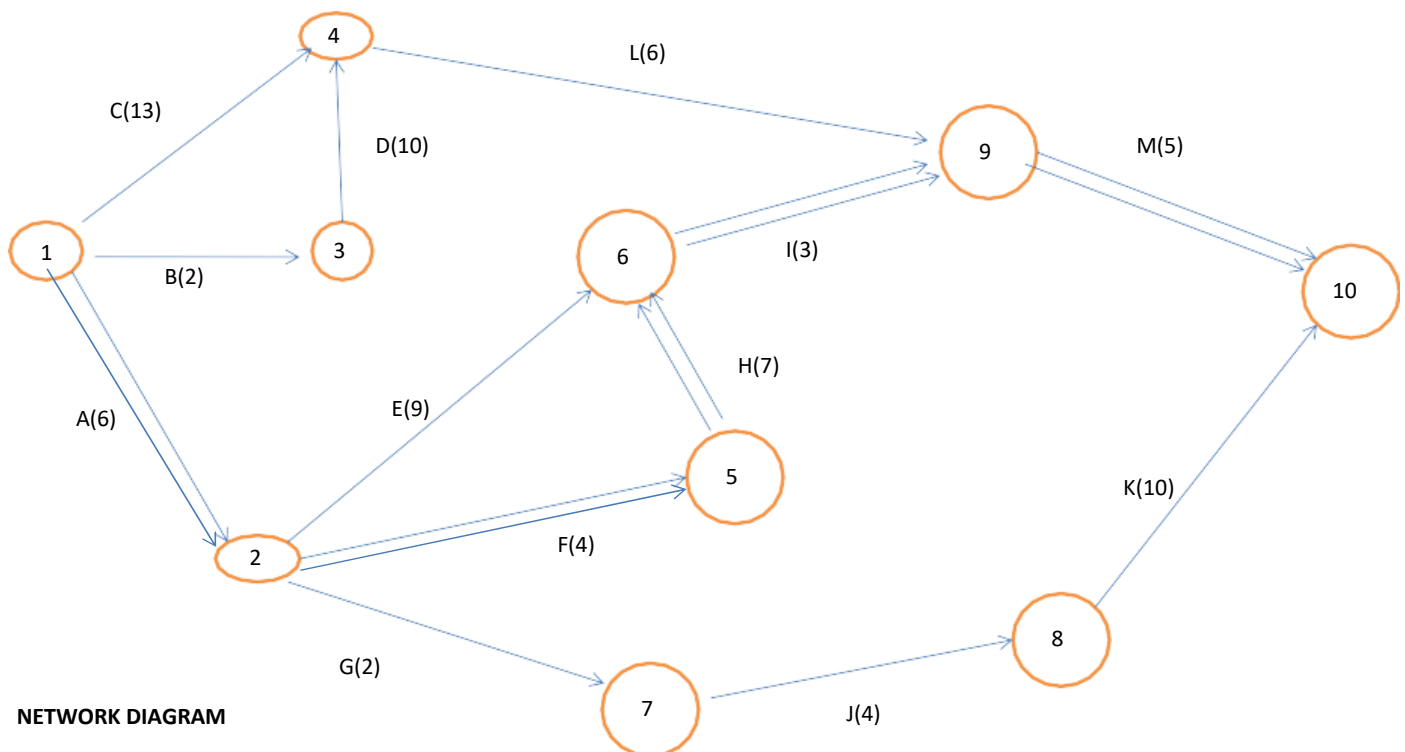 4
L(6)
C(13)
D(10)
9
M(5)
1
3
6
B(2)
I(3)
10
H(7)
A(6)
E(9)
5
K(10)
F(4)
2
8
G(2)
7
J(4)
NETWORK DIAGRAM